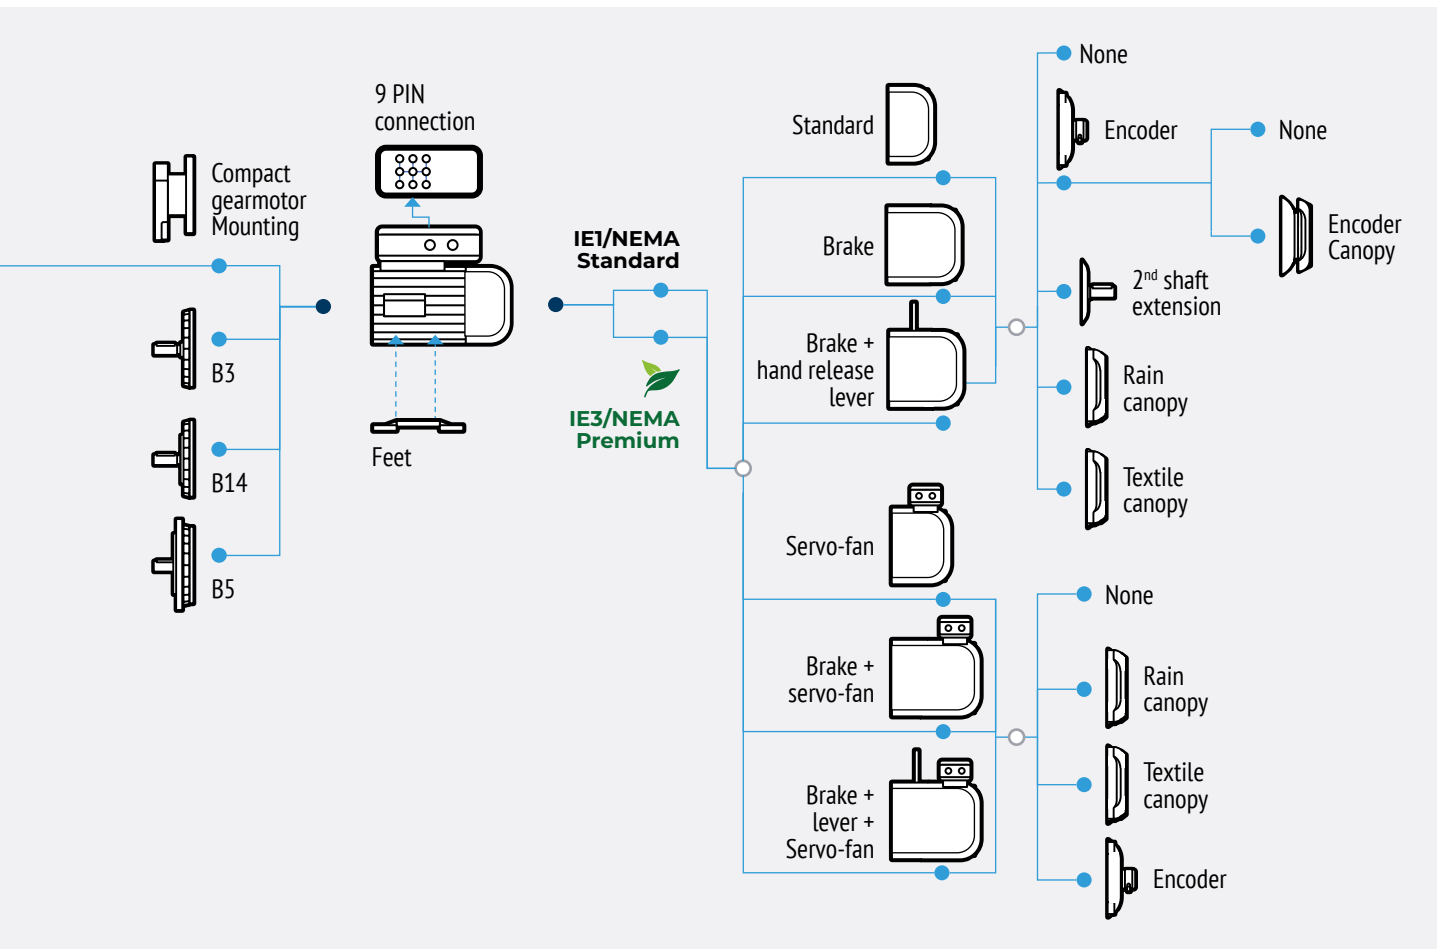 Compact
gearmotor
Mounting
B3
B14
B5
9 PIN
connection
Feet
IE1/NEMA
Standard
IE3/NEMA
Premium
Standard
Brake
Brake +
hand release
lever
Servo-fan
Brake +
servo-fan
Brake +
lever +
Servo-fan
None
Encoder
None
Encoder
Canopy
2nd shaft
extension
Rain
canopy
Textile
canopy
None
Rain
canopy
Textile
canopy
Encoder